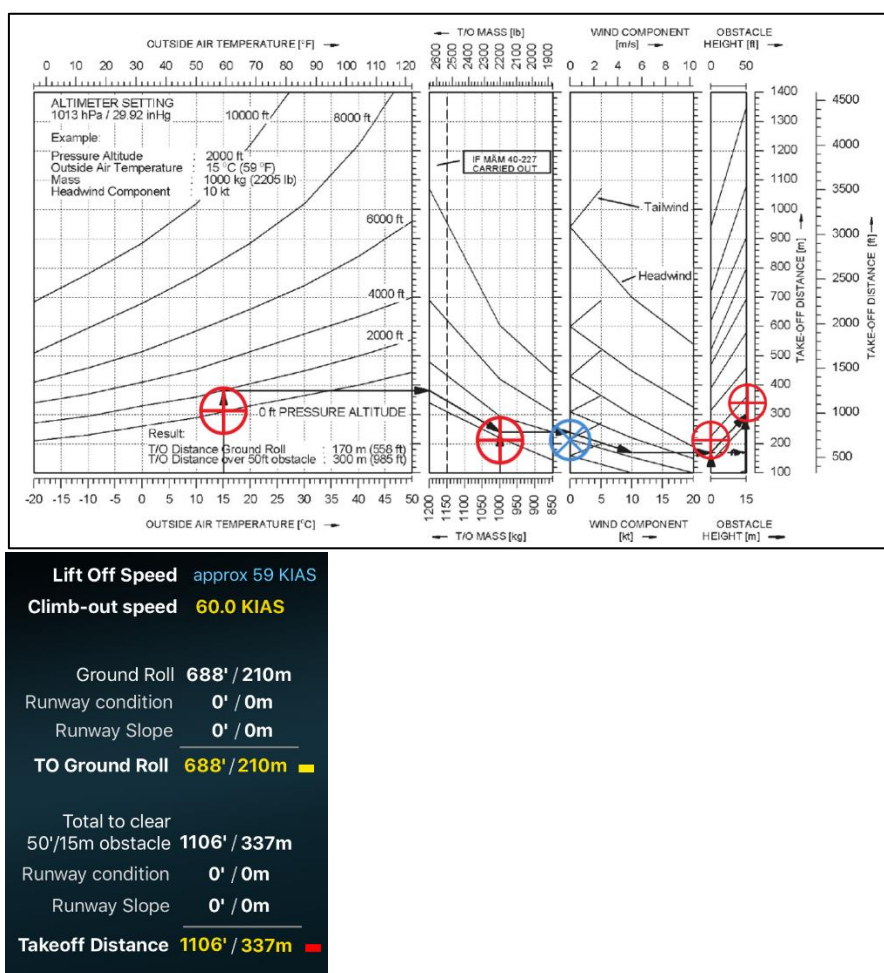 OUTSIDE AIR TEMPERATURE [°F]
T/O MASS [lb]
WIND COMPONENT
[m/s]
OBSTACLE
HEIGHT [ft]
0 10 20 30 40 50 60 70 80 90 100 110 120
2600 2500 2400 2300 2200 2100 2000 1900
0 2 4 6 8 10
0 50
ALTIMETER SETTING
1013 hPa / 29.92 inHg
Example:
Pressure Altitude : 2000 ft
Outside Air Temperature : 15 °C (59 °F)
Mass : 1000 kg (2205 lb)
Headwind Component : 10 kt
10000 ft
8000 ft
6000 ft
4000 ft
2000 ft
0 ft PRESSURE ALTITUDE
Result:
T/O Distance Ground Roll : 170 m (558 ft)
T/O Distance over 50ft obstacle : 300 m (985 ft)
IF MÄM 40-227
CARRIED OUT
Tailwind
Headwind
1400
1300
1200
1100
1000
900
800
700
600
500
400
300
200
100
TAKE-OFF DISTANCE [m]
4500
4000
3500
3000
2500
2000
1500
1000
500
TAKE-OFF DISTANCE [ft]
-20 -15 -10 -5 0 5 10 15 20 25 30 35 40 45 50
1200 1150 1100 1050 1000 950 900 850
0 5 10 15 20
0 15
OUTSIDE AIR TEMPERATURE [°C]
T/O MASS [kg]
WIND COMPONENT
[kt]
OBSTACLE
HEIGHT [m]
Lift Off Speed approx 59 KIAS
Climb-out speed 60.0 KIAS
Ground Roll 688' / 210m
Runway condition 0' / 0m
Runway Slope 0' / 0m
TO Ground Roll 688' / 210m
Total to clear
50'/15m obstacle 1106' / 337m
Runway condition 0' / 0m
Runway Slope 0' / 0m
Takeoff Distance 1106' / 337m